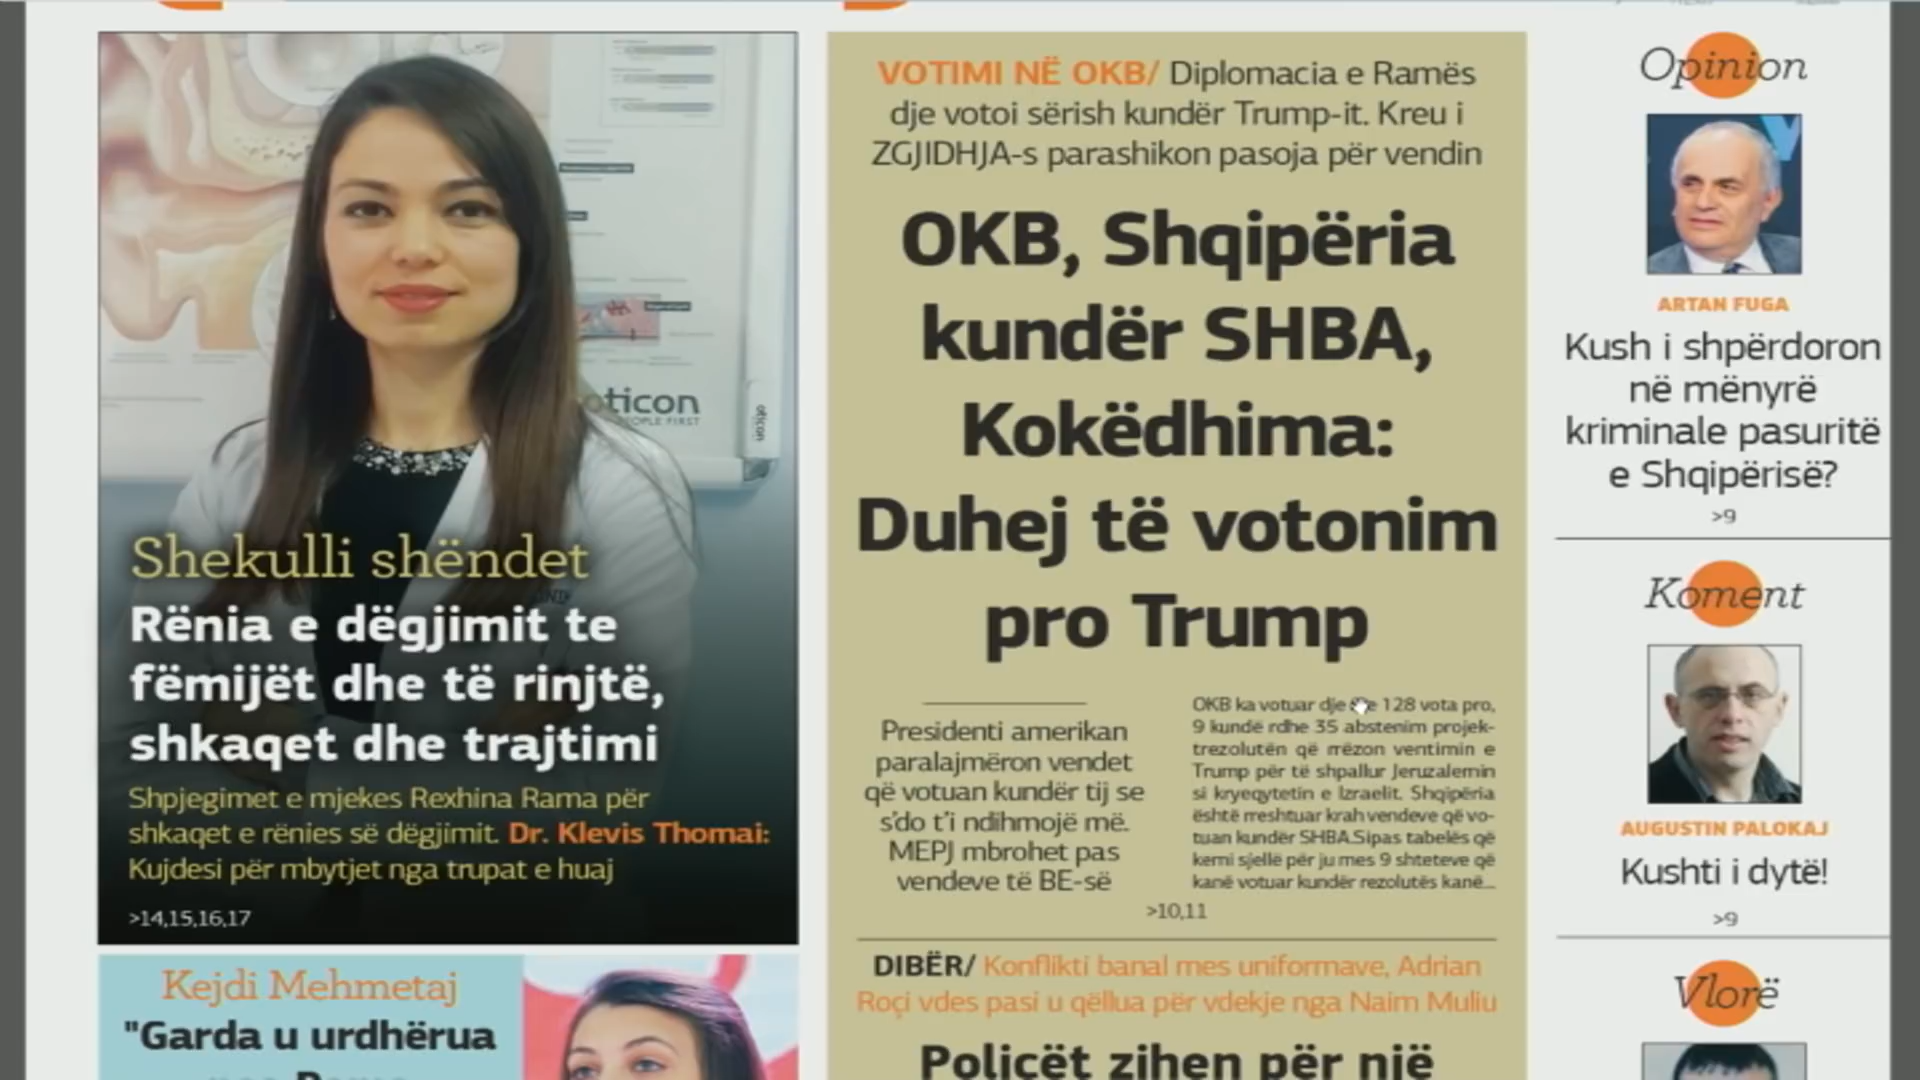 oticon
PEOPLE FIRST
oticon
Shekulli shëndet
Rënia e dëgjimit te
fëmijët dhe të rinjtë,
shkaqet dhe trajtimi
Shpjegimet e mjekes Rexhina Rama për
shkaqet e rënies së dëgjimit. Dr. Klevis Thomai:
Kujdesi për mbytjet nga trupat e huaj
>14,15,16,17
Kejdi Mehmetaj
"Garda u urdhërua
VOTIMI NË OKB/ Diplomacia e Ramës
dje votoi sërish kundër Trump-it. Kreu i
ZGJIDHJA-s parashikon pasoja për vendin
OKB, Shqipëria
kundër SHBA,
Kokëdhima:
Duhej të votonim
pro Trump
Presidenti amerikan
paralajmëron vendet
që votuan kundër tij se
s'do t'i ndihmojë më.
MEPJ mbrohet pas
vendeve të BE-së
OKB ka votuar dje 128 vota pro,
9 kundë rdhe 35 abstenim projek-
trezolutën që rrëzon ventimin e
Trump për të shpallur Jeruzalemin
si kryeqytetin e Izraelit. Shqipëria
është rreshtuar krah vendeve që vo-
tuan kundër SHBA.Sipas tabelës që
kemi sjellë për ju mes 9 shteteve që
kanë votuar kundër rezolutës kanë...
>10,11
DIBËR/ Konflikti banal mes uniformave, Adrian
Roçi vdes pasi u qëllua për vdekje nga Naim Muliu
Policët zihen për një
Opinion
ARTAN FUGA
Kush i shpërdoron
në mënyrë
kriminale pasuritë
e Shqipërisë?
>9
Koment
AUGUSTIN PALOKAJ
Kushti i dytë!
>9
Vlorë